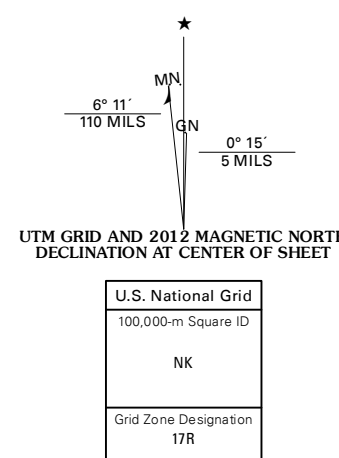 ★
MN
6° 11´
110 MILS
GN
0° 15´
5 MILS
UTM GRID AND 2012 MAGNETIC NORTH
DECLINATION AT CENTER OF SHEET
U.S. National Grid
100,000-m Square ID
NK
Grid Zone Designation
17R